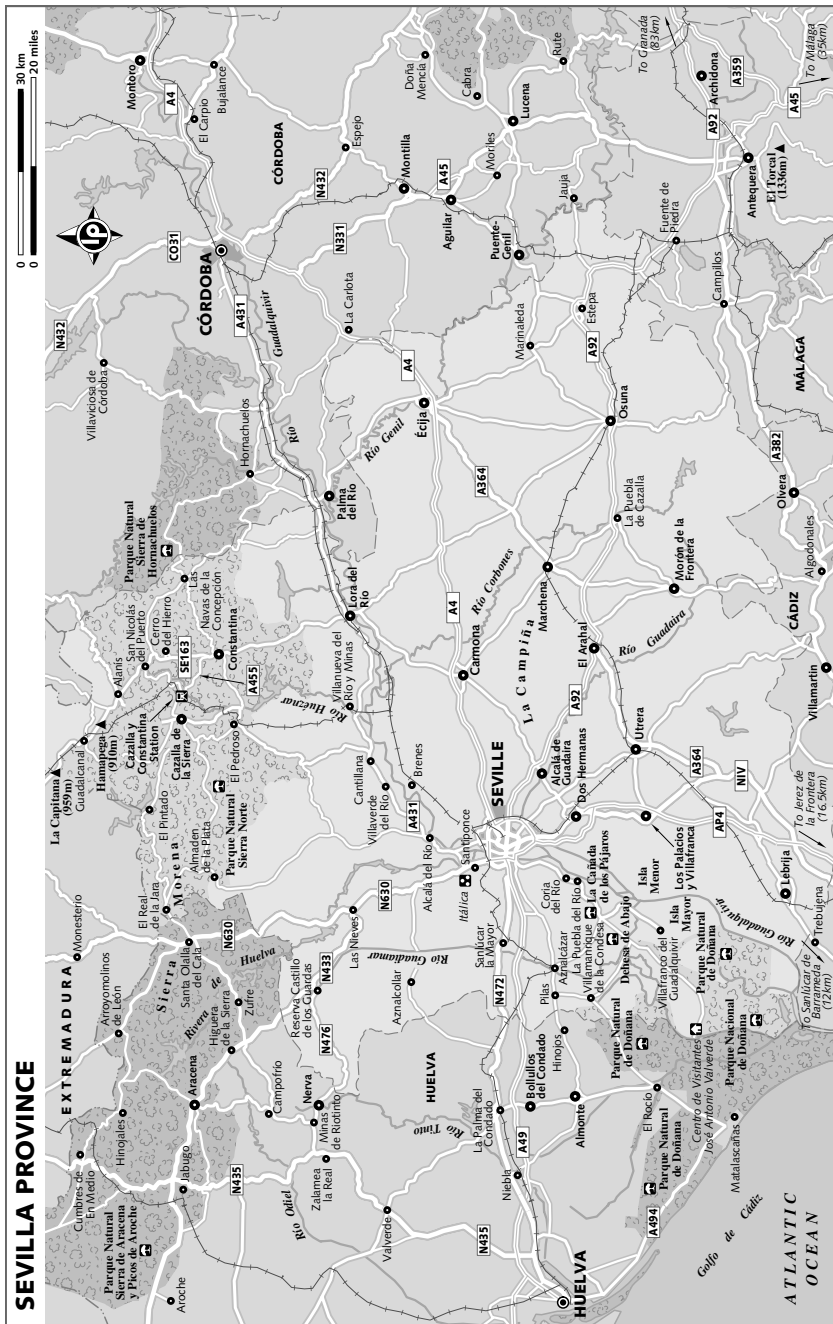 SEVILLA PROVINCE
0 30 km
0 20 miles
LP
EXTREMADURA
Cumbres de
En Medio
Hinojales
Arroyomolinos
de León
Monesterio
El Real
de la Jara
Santa Olalla
del Cala
Sierra
Morena
Parque Natural
Sierra de Aracena
y Picos de Aroche
Aroche
Jabugo
Aracena
Higuera
de la Sierra
Zufre
Rivera de
Huelva
N630
N435
N433
Campofrío
Nerva
Minas
de Riotinto
Zalamea
la Real
Río Odiel
N476
Reserva Castillo
de los Guardas
Las Nieves
N630
Río Tinto
HUELVA
Valverde
N435
Aznalcollar
Río Guadiamar
La Capitana
(959m)
Guadalcanal
Hamapega
(910m)
Alanís
San Nicolás
del Puerto
Cerro
del Hierro
Las
Navas de la
Concepción
Cazalla y
Constantina
Station
SE163
Cazalla de
la Sierra
Constantina
A455
El Pintado
Almaden
de la Plata
El Pedroso
Parque Natural
Sierra Norte
Río Huéznar
Villanueva del
Río y Minas
Lora del
Río
Cantillana
Villaverde
del Río
A431
Brenes
Alcalá del Río
Parque Natural
Sierra de
Hornachuelos
Hornachuelos
Palma
del Río
Río
Guadalquivir
A431
Villaviciosa de
Córdoba
N432
CO31
CÓRDOBA
El Carpio
A4
Montoro
Bujalance
CÓRDOBA
N432
Espejo
N331
Montilla
A45
Aguilar
Moriles
Doña
Mencía
Cabra
Lucena
Rute
La Carlota
A4
Río Genil
Écija
Puente-
Genil
Jauja
Marinaleda
Estepa
A92
Fuente de
Piedra
To Granada
(83km)
Archidona
A92
A359
A45
To Málaga
(35km)
Antequera
El Torcal
(1336m)
Campillos
MÁLAGA
A382
Olvera
Algodonales
CÁDIZ
Villamartin
Osuna
La Puebla
de Cazalla
A364
Marchena
Morón de la
Frontera
Río Corbones
A4
Carmona
La Campiña
El Arahal
Río
Guadaira
A92
Alcalá de
Guadaira
Utrera
A364
NIV
AP4
SEVILLE
Santiponce
Itálica
Dos Hermanas
Los Palacios
y Villafranca
To Jerez de
la Frontera
(16.5km)
Lebrija
Trebujena
Río Guadalquivir
To Sanlúcar de
Barrameda
(12km)
Sanlúcar
la Mayor
N472
Coria
del Río
La Puebla del Río
La Cañada
de los Pájaros
Isla
Menor
Isla
Mayor
Aznalcázar
Pilas
Villamanrique
de la Condesa
Dehesa de Abajo
Villafranco del
Guadalquivir
Parque Natural
de Doñana
Hinojos
Parque Natural
de Doñana
La Palma del
Condado
Bollullos
del Condado
Almonte
A49
Niebla
El Rocío
Centro de Visitantes
José Antonio Valverde
Parque Nacional
de Doñana
Parque Natural
de Doñana
Matalascañas
A494
HUELVA
Golfo de Cádiz
ATLANTIC
OCEAN